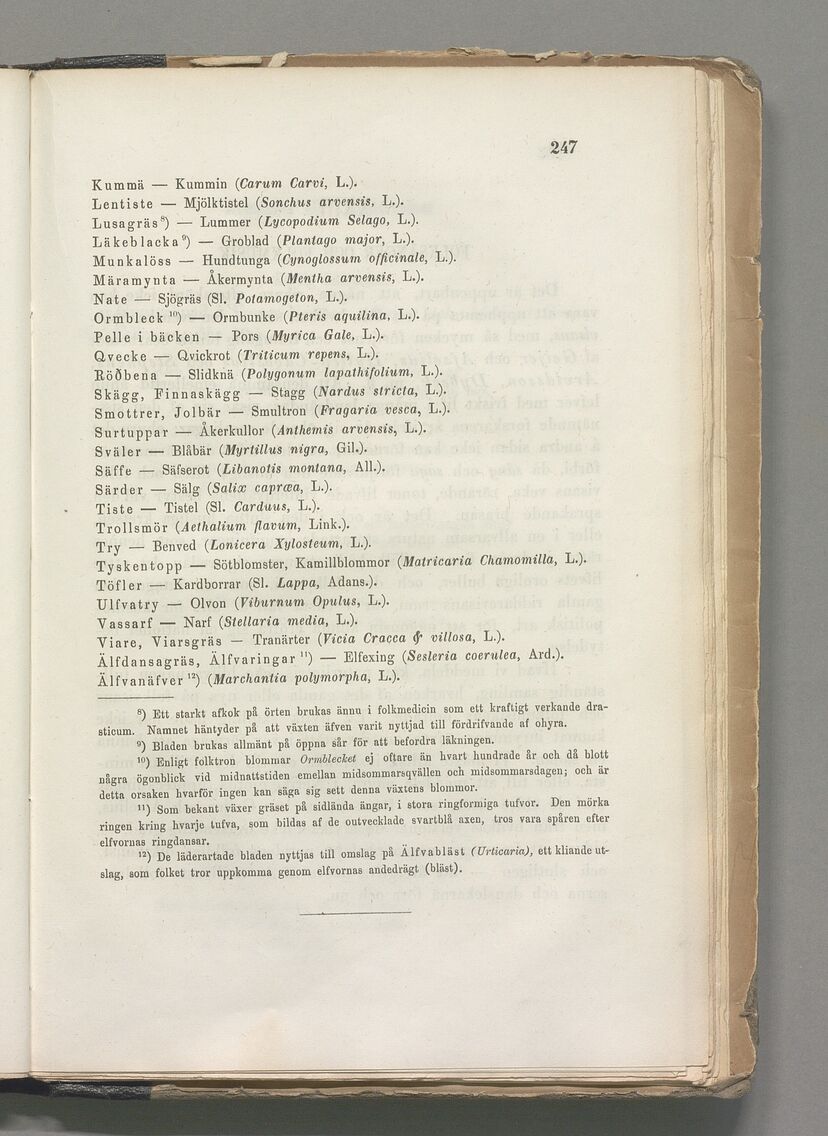 247
Kummä — Kummin (Carum Carvi, L.).
Lentiste — Mjölktistel (Sonchus arvensis, L.).
Lusagräs⁸) — Lummer (Lycopodium Selago, L.).
Läkeblacka⁹) — Groblad (Plantago major, L.).
Munkalöss — Hundtunga (Cynoglossum officinale, L.).
Märamynta — Åkermynta (Mentha arvensis, L.).
Nate — Sjögräs (Sl. Potamogeton, L.).
Ormbleck ¹⁰) — Ormbunke (Pteris aquilina, L.).
Pelle i bäcken — Pors (Myrica Gale, L.).
Qvecke — Qvickrot (Triticum repens, L.).
Röðbena — Slidknä (Polygonum lapathifolium, L.).
Skägg, Finnaskägg — Stagg (Nardus stricta, L.).
Smottrer, Jolbär — Smultron (Fragaria vesca, L.).
Surtuppar — Åkerkullor (Anthemis arvensis, L.).
Sväler — Blåbär (Myrtillus nigra, Gil.).
Säffe — Säfserot (Libanotis montana, All.).
Särder — Sälg (Salix capræa, L.).
Tiste — Tistel (Sl. Carduus, L.).
Trollsmör (Aethalium flavum, Link.).
Try — Benved (Lonicera Xylosteum, L.).
Tyskentopp — Sötblomster, Kamillblommor (Matricaria Chamomilla, L.).
Töfler — Kardborrar (Sl. Lappa, Adans.).
Ulfvatry — Olvon (Viburnum Opulus, L.).
Vassarf — Narf (Stellaria media, L.).
Viare, Viarsgräs — Tranärter (Vicia Cracca & villosa, L.).
Älfdansagräs, Älfvaringar ¹¹) — Elfexing (Sesleria coerulea, Ard.).
Älfvanäfver ¹²) (Marchantia polymorpha, L.).
⁸) Ett starkt afkok på örten brukas ännu i folkmedicin som ett kraftigt verkande dra-
sticum. Namnet häntyder på att växten äfven varit nyttjad till fördrifvande af ohyra.
⁹) Bladen brukas allmänt på öppna sår för att befordra läkningen.
¹⁰) Enligt folktron blommar Ormblecket ej oftare än hvart hundrade år och då blott
några ögonblick vid midnattstiden emellan midsommarsqvällen och midsommarsdagen; och är
detta orsaken hvarför ingen kan säga sig sett denna växtens blommor.
¹¹) Som bekant växer gräset på sidlända ängar, i stora ringformiga tufvor. Den mörka
ringen kring hvarje tufva, som bildas af de outvecklade svartblå axen, tros vara spåren efter
elfvornas ringdansar.
¹²) De läderartade bladen nyttjas till omslag på Älfvabläst (Urticaria), ett kliande ut-
slag, som folket tror uppkomma genom elfvornas andedrägt (bläst).